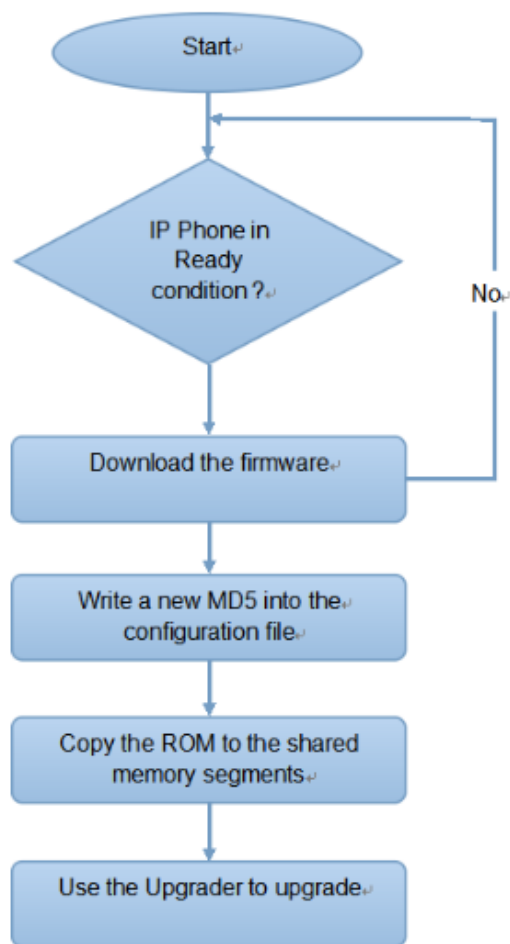 Start
IP Phone in
Ready
condition ?
No
Download the firmware
Write a new MD5 into the
configuration file
Copy the ROM to the shared
memory segments
Use the Upgrader to upgrade